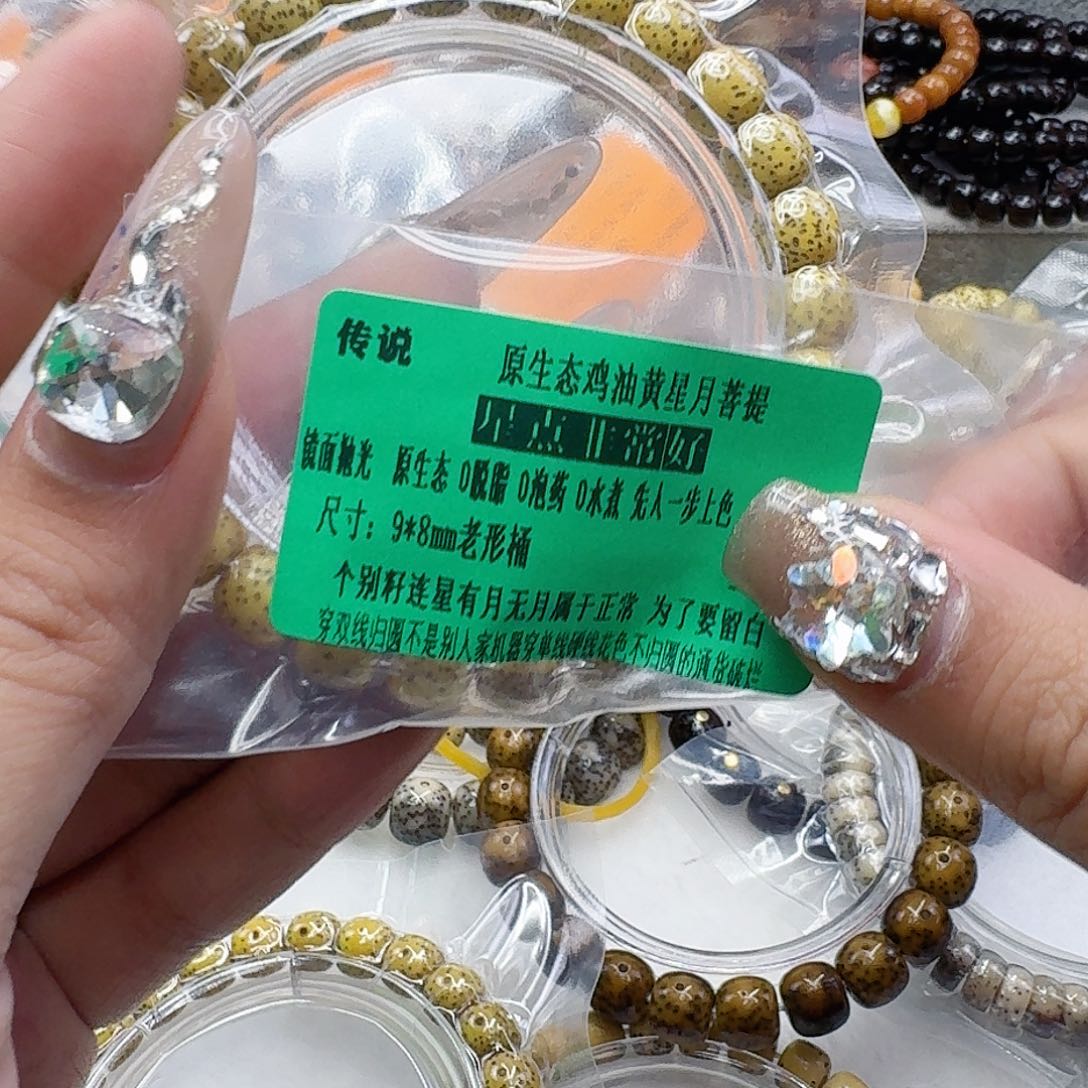 传说
原生态鸡油黄星月菩提
星点非常好
镜面抛光 原生态 0脱脂 0泡药 0水煮 先人一步上色
尺寸：9*8mm老形桶
个别籽连星有月无月属于正常 为了要留白
穿双线归圆不是别人家机器穿单线硬线花色不归圆的通货破烂